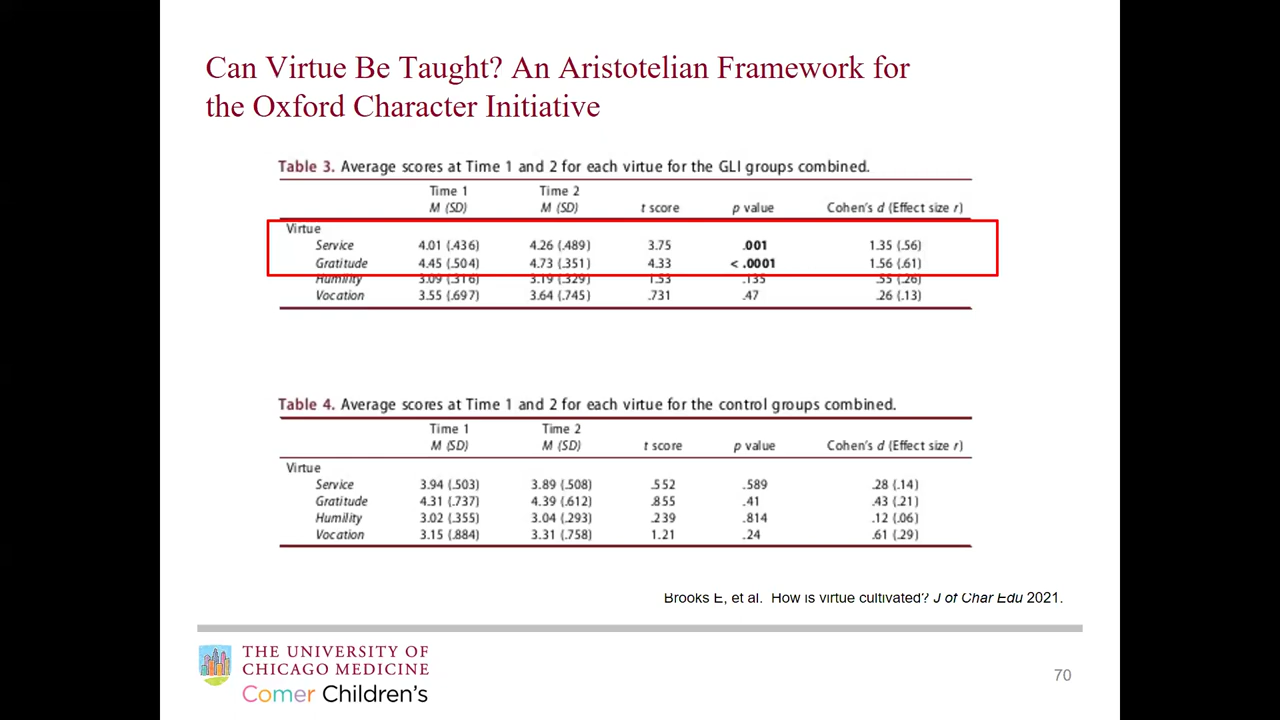 Can Virtue Be Taught? An Aristotelian Framework for
the Oxford Character Initiative
Table 3. Average scores at Time 1 and 2 for each virtue for the GLI groups combined.
Time 1 Time 2
M (SD) M (SD) t score p value Cohen's d (Effect size r)
Virtue
Service 4.01 (.436) 4.26 (.489) 3.75 .001 1.35 (.56)
Gratitude 4.45 (.504) 4.73 (.351) 4.33 < .0001 1.56 (.61)
Humility 3.09 (.316) 3.19 (.329) 1.53 .135 .55 (.26)
Vocation 3.55 (.697) 3.64 (.745) .731 .47 .26 (.13)
Table 4. Average scores at Time 1 and 2 for each virtue for the control groups combined.
Time 1 Time 2
M (SD) M (SD) t score p value Cohen's d (Effect size r)
Virtue
Service 3.94 (.503) 3.89 (.508) .552 .589 .28 (.14)
Gratitude 4.31 (.737) 4.39 (.612) .855 .41 .43 (.21)
Humility 3.02 (.355) 3.04 (.293) .239 .814 .12 (.06)
Vocation 3.15 (.884) 3.31 (.758) 1.21 .24 .61 (.29)
Brooks E, et al. How is virtue cultivated? J of Char Edu 2021.
THE UNIVERSITY OF
CHICAGO MEDICINE
Comer Children's
70